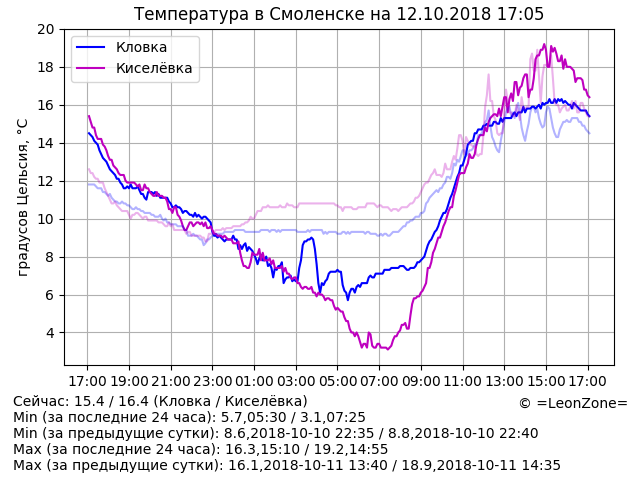 Температура в Смоленске на 12.10.2018 17:05
20
18
16
14
12
10
8
6
4
градусов Цельсия, °C
Кловка
Киселёвка
17:00 19:00 21:00 23:00 01:00 03:00 05:00 07:00 09:00 11:00 13:00 15:00 17:00
Сейчас: 15.4 / 16.4 (Кловка / Киселёвка)
© =LeonZone=
Min (за последние 24 часа): 5.7,05:30 / 3.1,07:25
Min (за предыдущие сутки): 8.6,2018-10-10 22:35 / 8.8,2018-10-10 22:40
Max (за последние 24 часа): 16.3,15:10 / 19.2,14:55
Max (за предыдущие сутки): 16.1,2018-10-11 13:40 / 18.9,2018-10-11 14:35